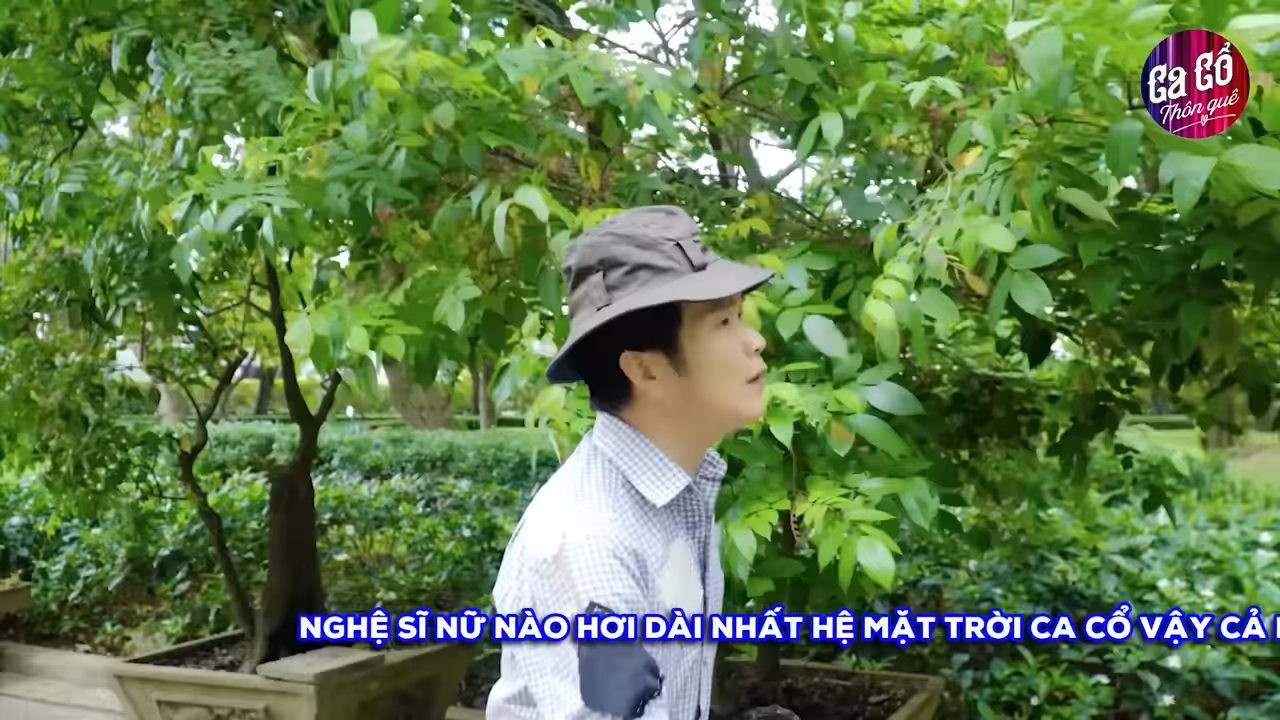 Ca Cổ
Thôn quê
NGHỆ SĨ NỮ NÀO HƠI DÀI NHẤT HỆ MẶT TRỜI CA CỔ VẬY CẢ